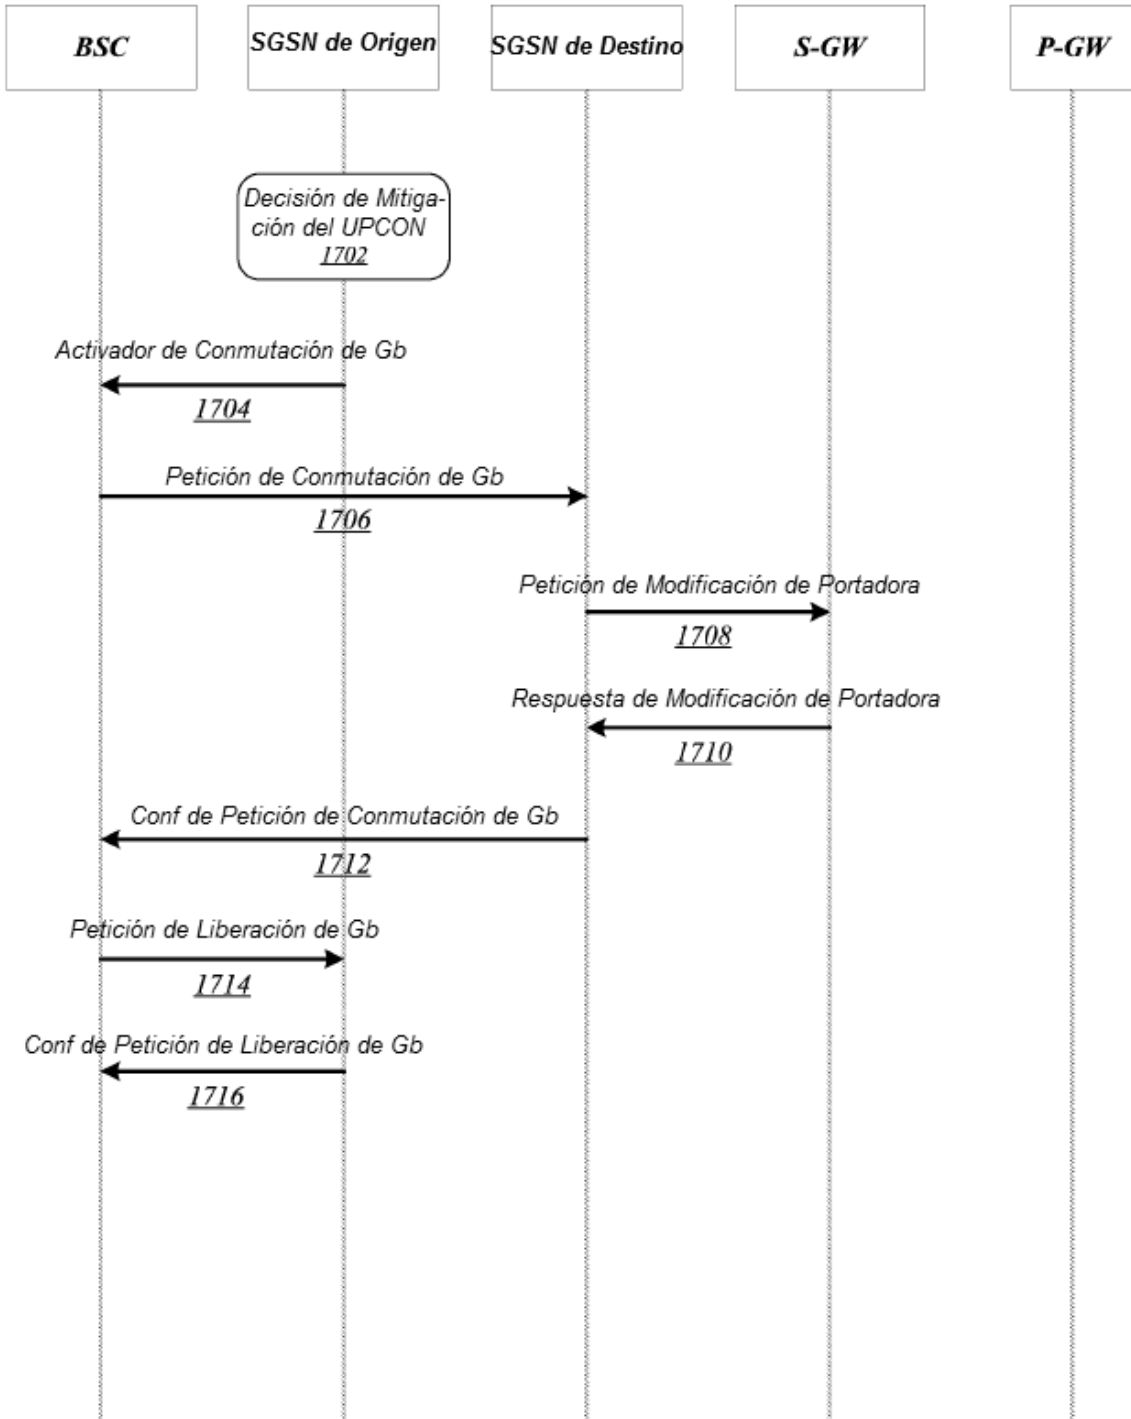 BSC
SGSN de Origen
SGSN de Destino
S-GW
P-GW
Decisión de Mitiga-
ción del UPCON
1702
Activador de Conmutación de Gb
1704
Petición de Conmutación de Gb
1706
Petición de Modificación de Portadora
1708
Respuesta de Modificación de Portadora
1710
Conf de Petición de Conmutación de Gb
1712
Petición de Liberación de Gb
1714
Conf de Petición de Liberación de Gb
1716